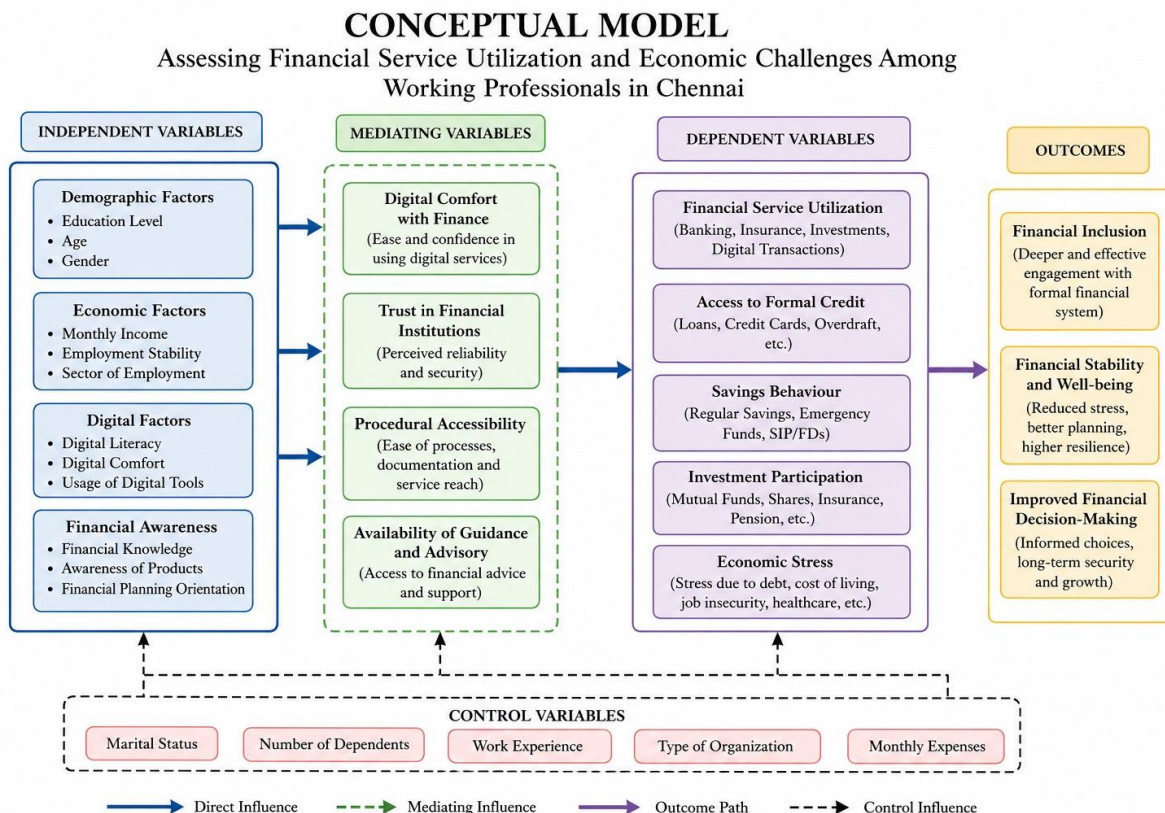 CONCEPTUAL MODEL
Assessing Financial Service Utilization and Economic Challenges Among
Working Professionals in Chennai
INDEPENDENT VARIABLES
Demographic Factors
• Education Level
• Age
• Gender
Economic Factors
• Monthly Income
• Employment Stability
• Sector of Employment
Digital Factors
• Digital Literacy
• Digital Comfort
• Usage of Digital Tools
Financial Awareness
• Financial Knowledge
• Awareness of Products
• Financial Planning Orientation
MEDIATING VARIABLES
Digital Comfort
with Finance
(Ease and confidence in
using digital services)
Trust in Financial
Institutions
(Perceived reliability
and security)
Procedural Accessibility
(Ease of processes,
documentation and
service reach)
Availability of Guidance
and Advisory
(Access to financial advice
and support)
DEPENDENT VARIABLES
Financial Service Utilization
(Banking, Insurance, Investments,
Digital Transactions)
Access to Formal Credit
(Loans, Credit Cards, Overdraft,
etc.)
Savings Behaviour
(Regular Savings, Emergency
Funds, SIP/FDs)
Investment Participation
(Mutual Funds, Shares, Insurance,
Pension, etc.)
Economic Stress
(Stress due to debt, cost of living,
job insecurity, healthcare, etc.)
OUTCOMES
Financial Inclusion
(Deeper and effective
engagement with
formal financial
system)
Financial Stability
and Well-being
(Reduced stress,
better planning,
higher resilience)
Improved Financial
Decision-Making
(Informed choices,
long-term security
and growth)
CONTROL VARIABLES
Marital Status
Number of Dependents
Work Experience
Type of Organization
Monthly Expenses
Direct Influence
Mediating Influence
Outcome Path
Control Influence